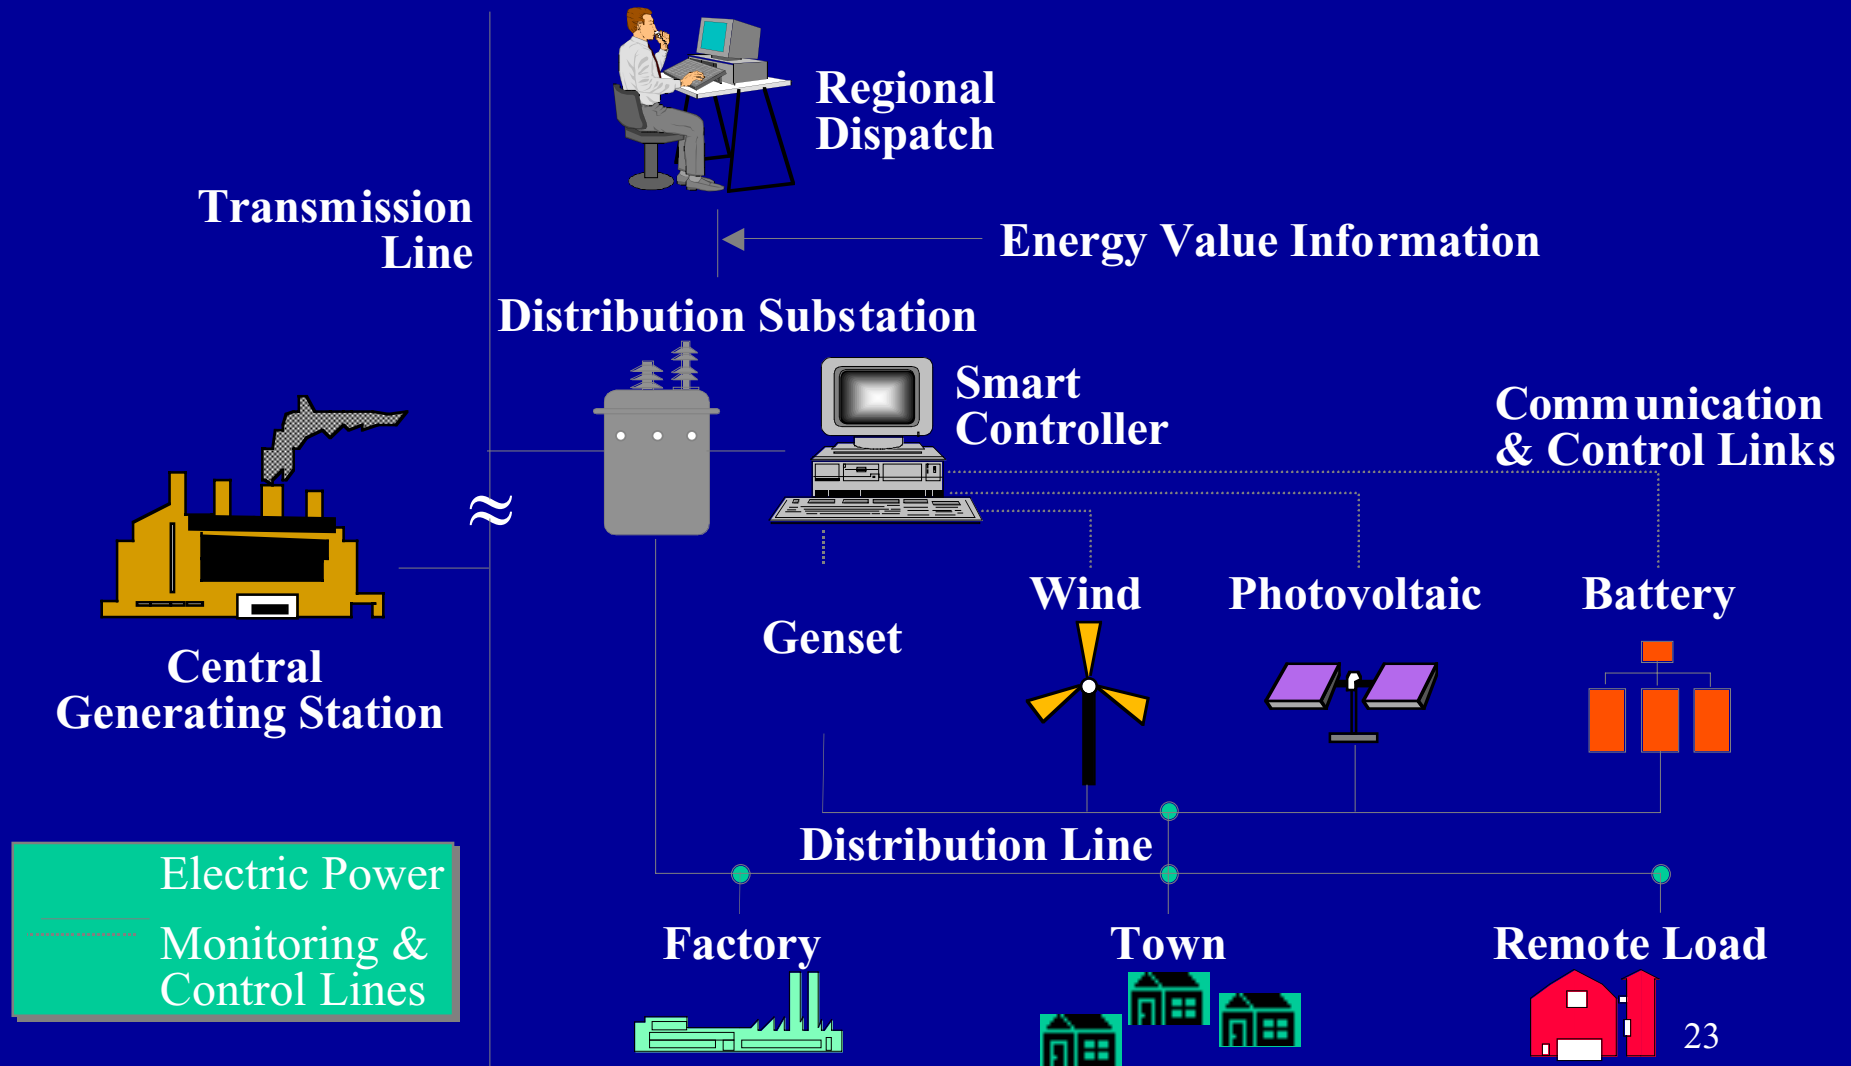 Regional
Dispatch
Transmission
Line
Energy Value Information
Distribution Substation
Smart
Controller
Communication
& Control Links
≈
Wind
Photovoltaic
Battery
Genset
Central
Generating Station
Distribution Line
Electric Power
Monitoring &
Control Lines
Factory
Town
Remote Load
23